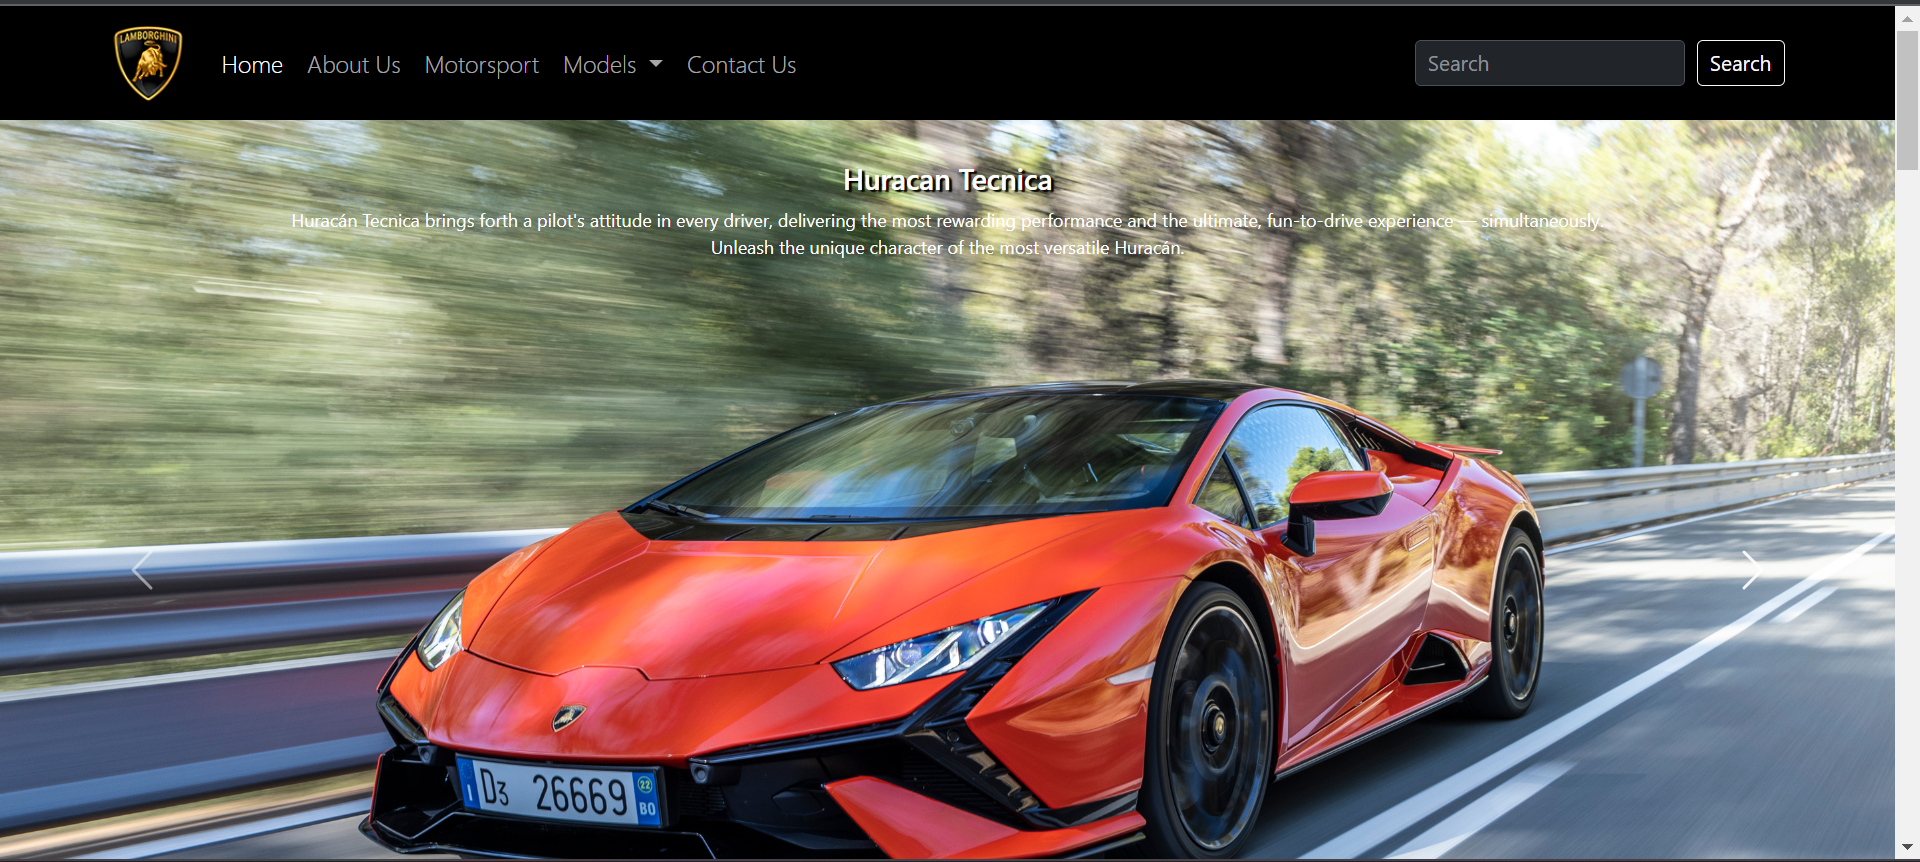 LAMBORGHINI
Home
About Us
Motorsport
Models
Contact Us
Search
Search
Huracan Tecnica
Huracán Tecnica brings forth a pilot's attitude in every driver, delivering the most rewarding performance and the ultimate, fun-to-drive experience — simultaneously.
Unleash the unique character of the most versatile Huracán.
I D3 26669 22 BO